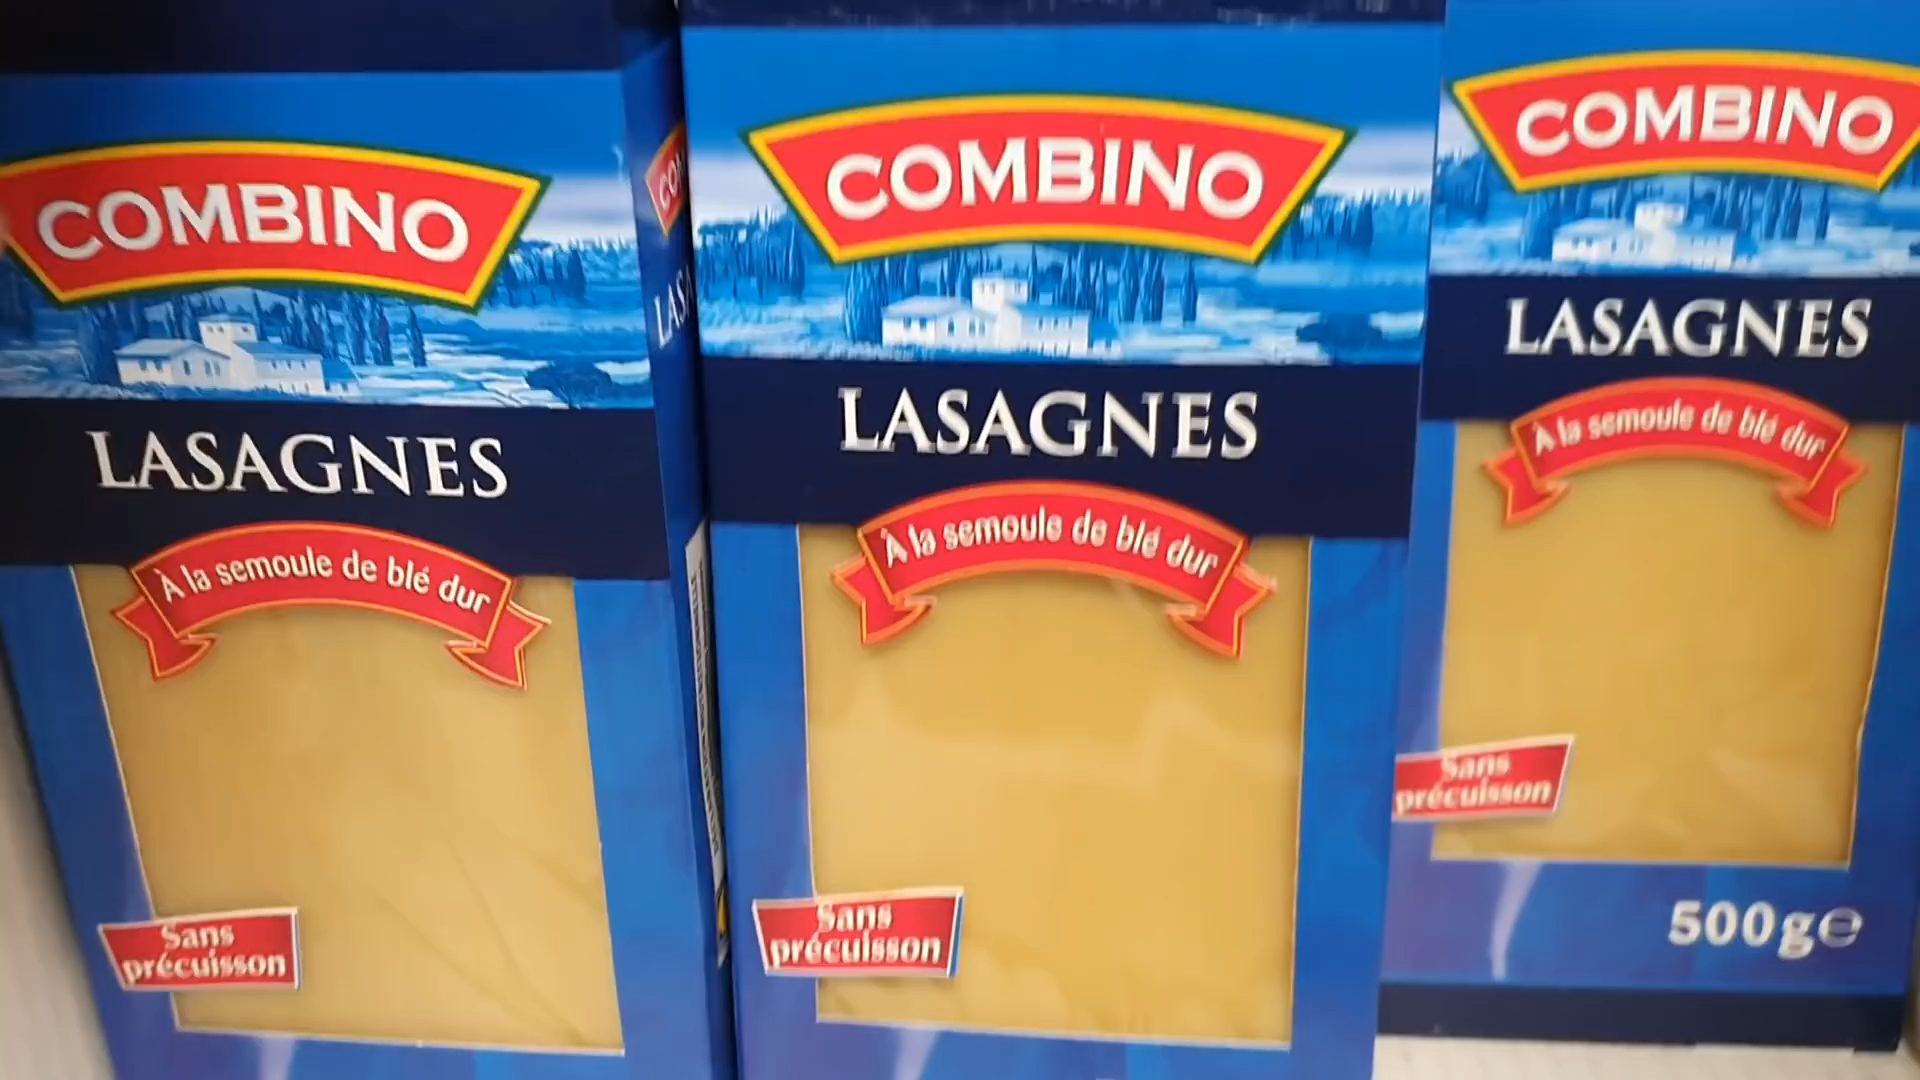 COMBINO
LASAGNES
À la semoule de blé dur
Sans
précuisson
COMBINO
LASAGNES
À la semoule de blé dur
Sans
précuisson
COMBINO
LASAGNES
À la semoule de blé dur
Sans
précuisson
500g℮